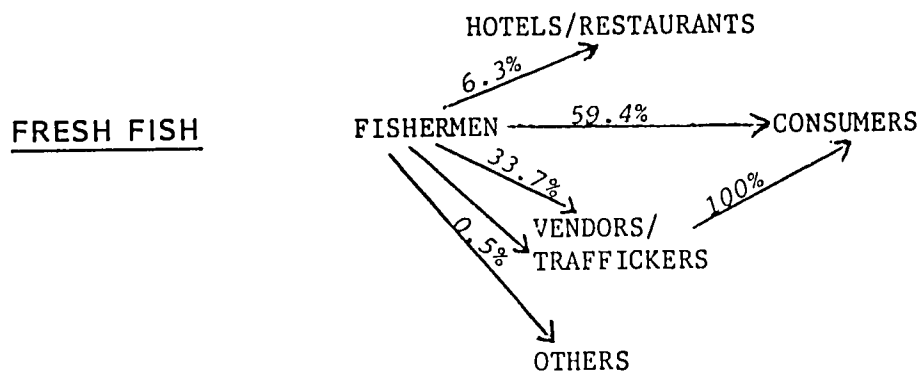 HOTELS/RESTAURANTS
6.3%
FRESH FISH
FISHERMEN
59.4%
CONSUMERS
33.7%
100%
0.5%
VENDORS/
TRAFFICKERS
OTHERS